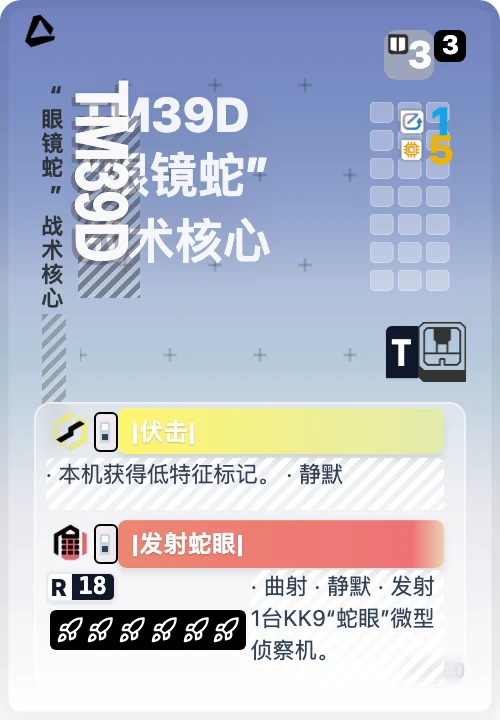 3
3
“眼镜蛇”战术核心
TM39D
TM39D
眼镜蛇”
术核心
1
5
T
|伏击|
· 本机获得低特征标记。 · 静默
|发射蛇眼|
R 18
· 曲射 · 静默 · 发射
1台KK9“蛇眼”微型
侦察机。